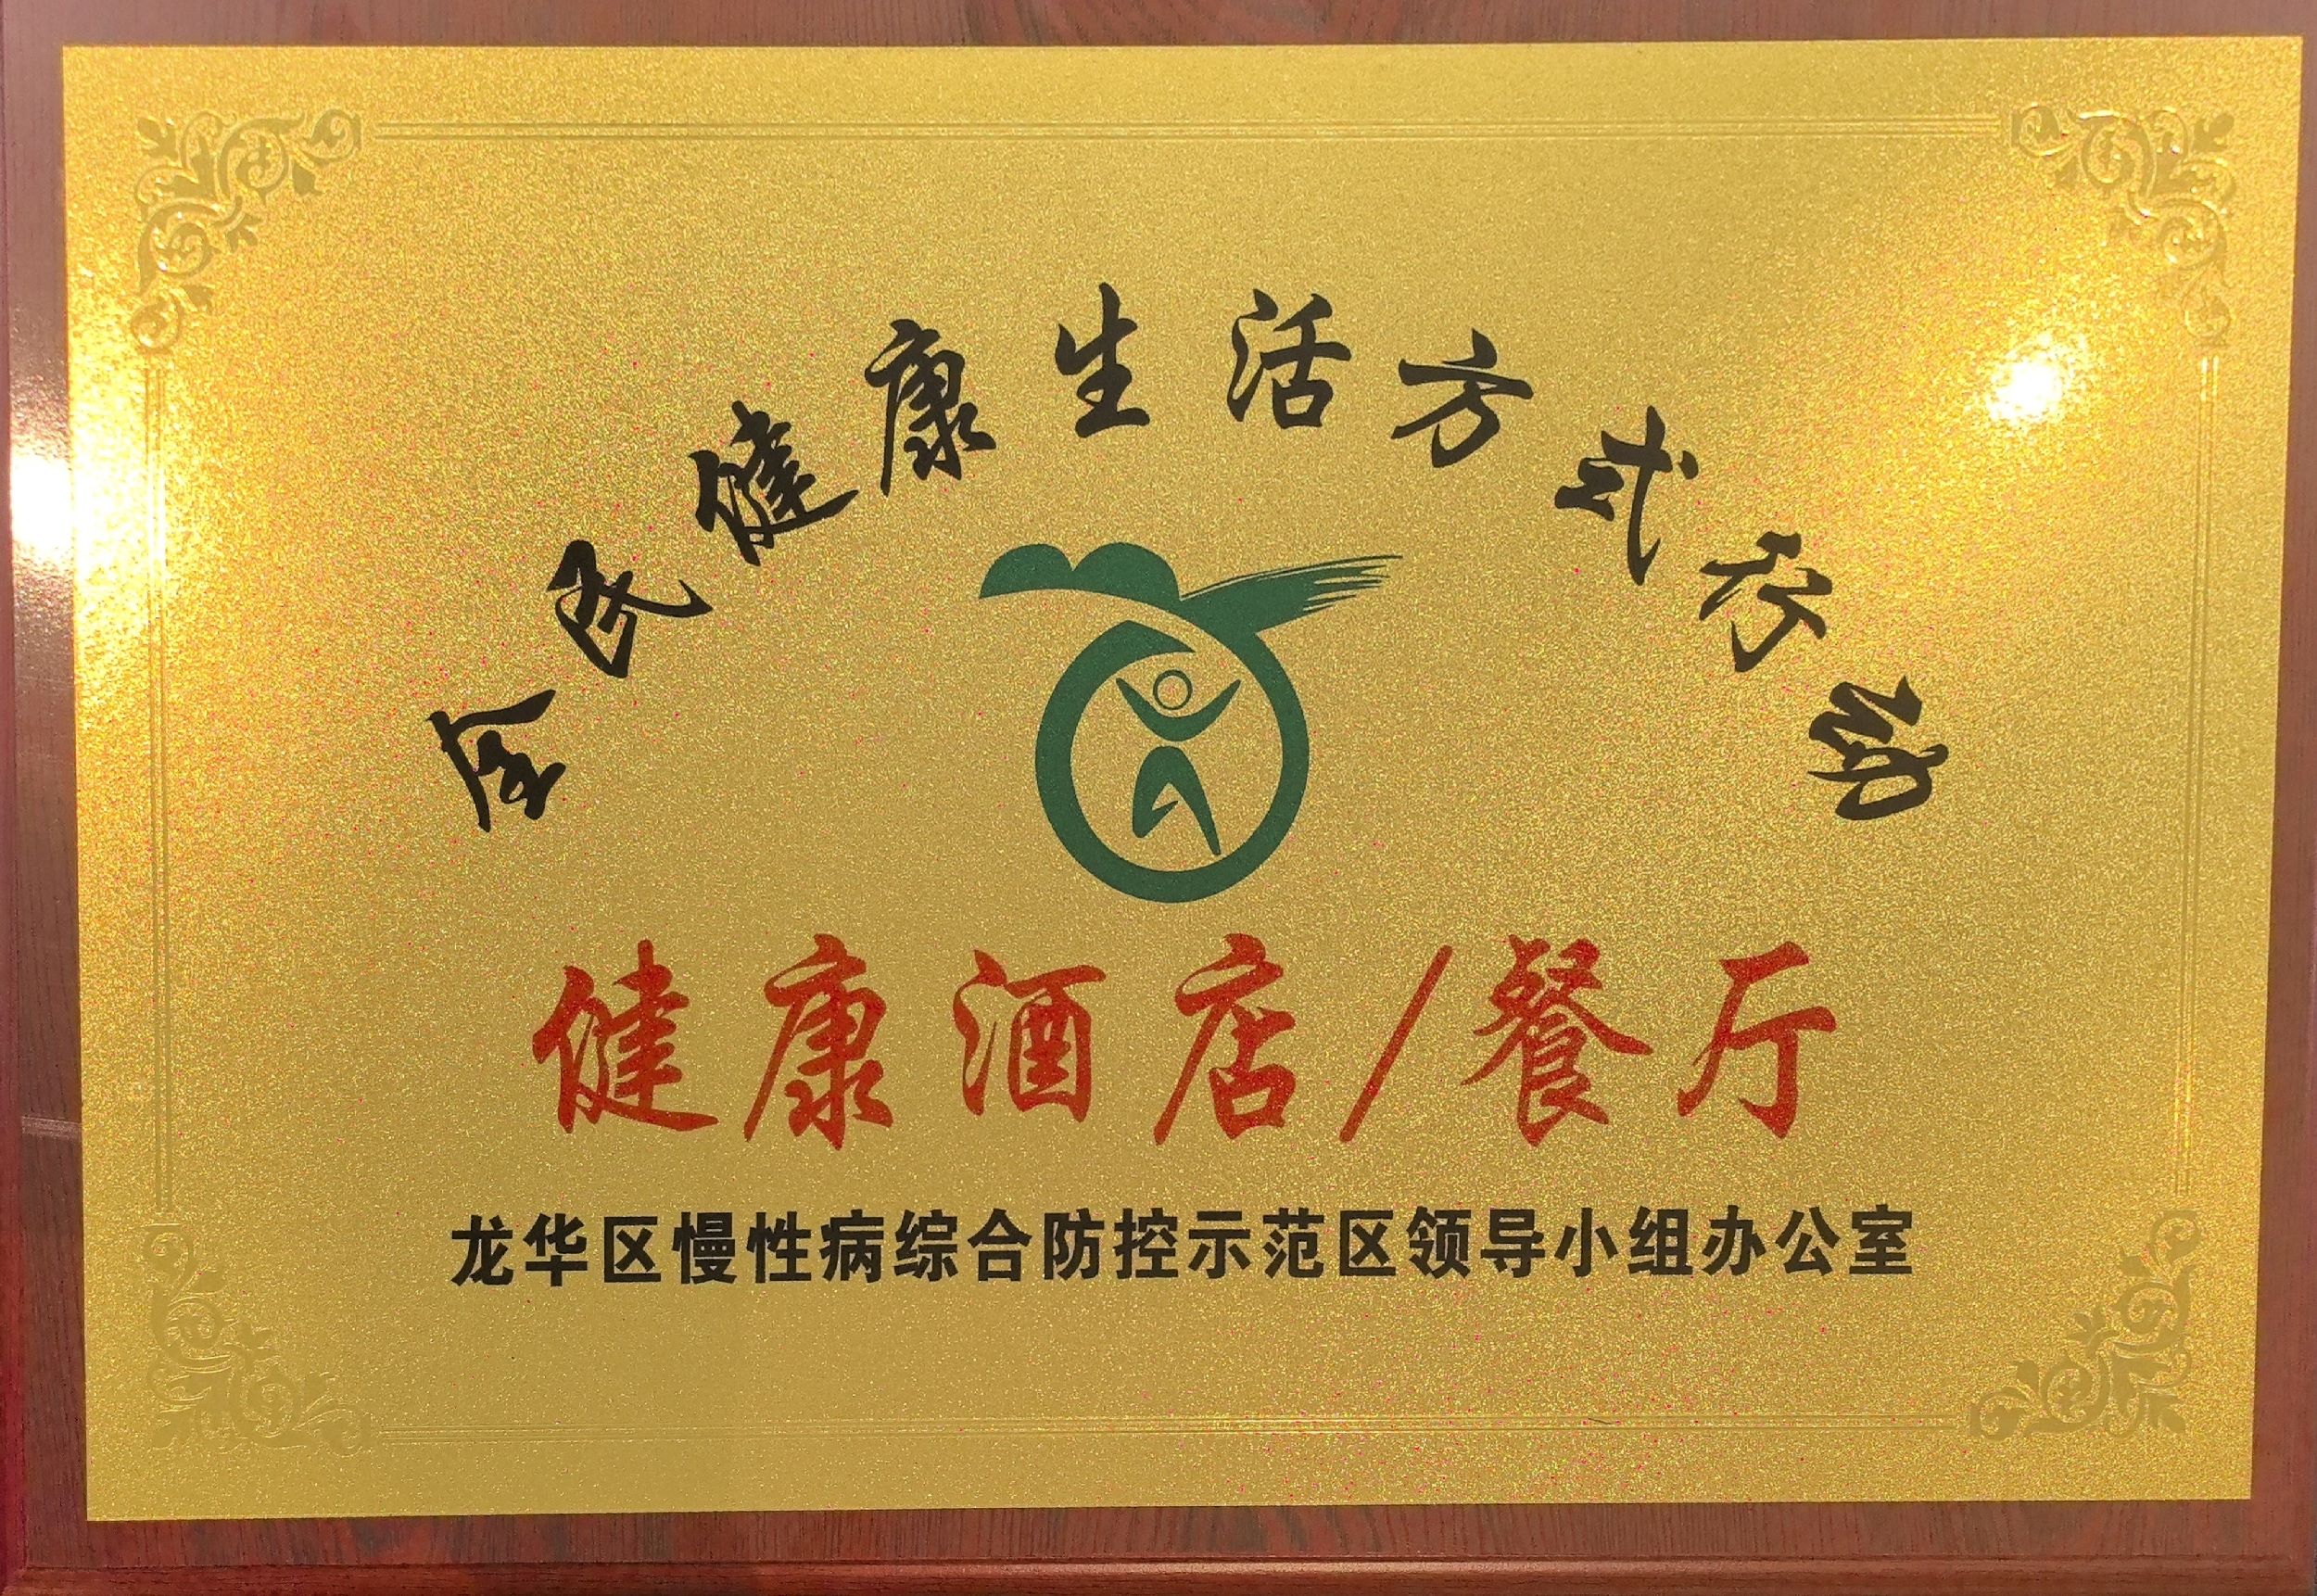 全民健康生活方式行动
健康酒店/餐厅
龙华区慢性病综合防控示范区领导小组办公室